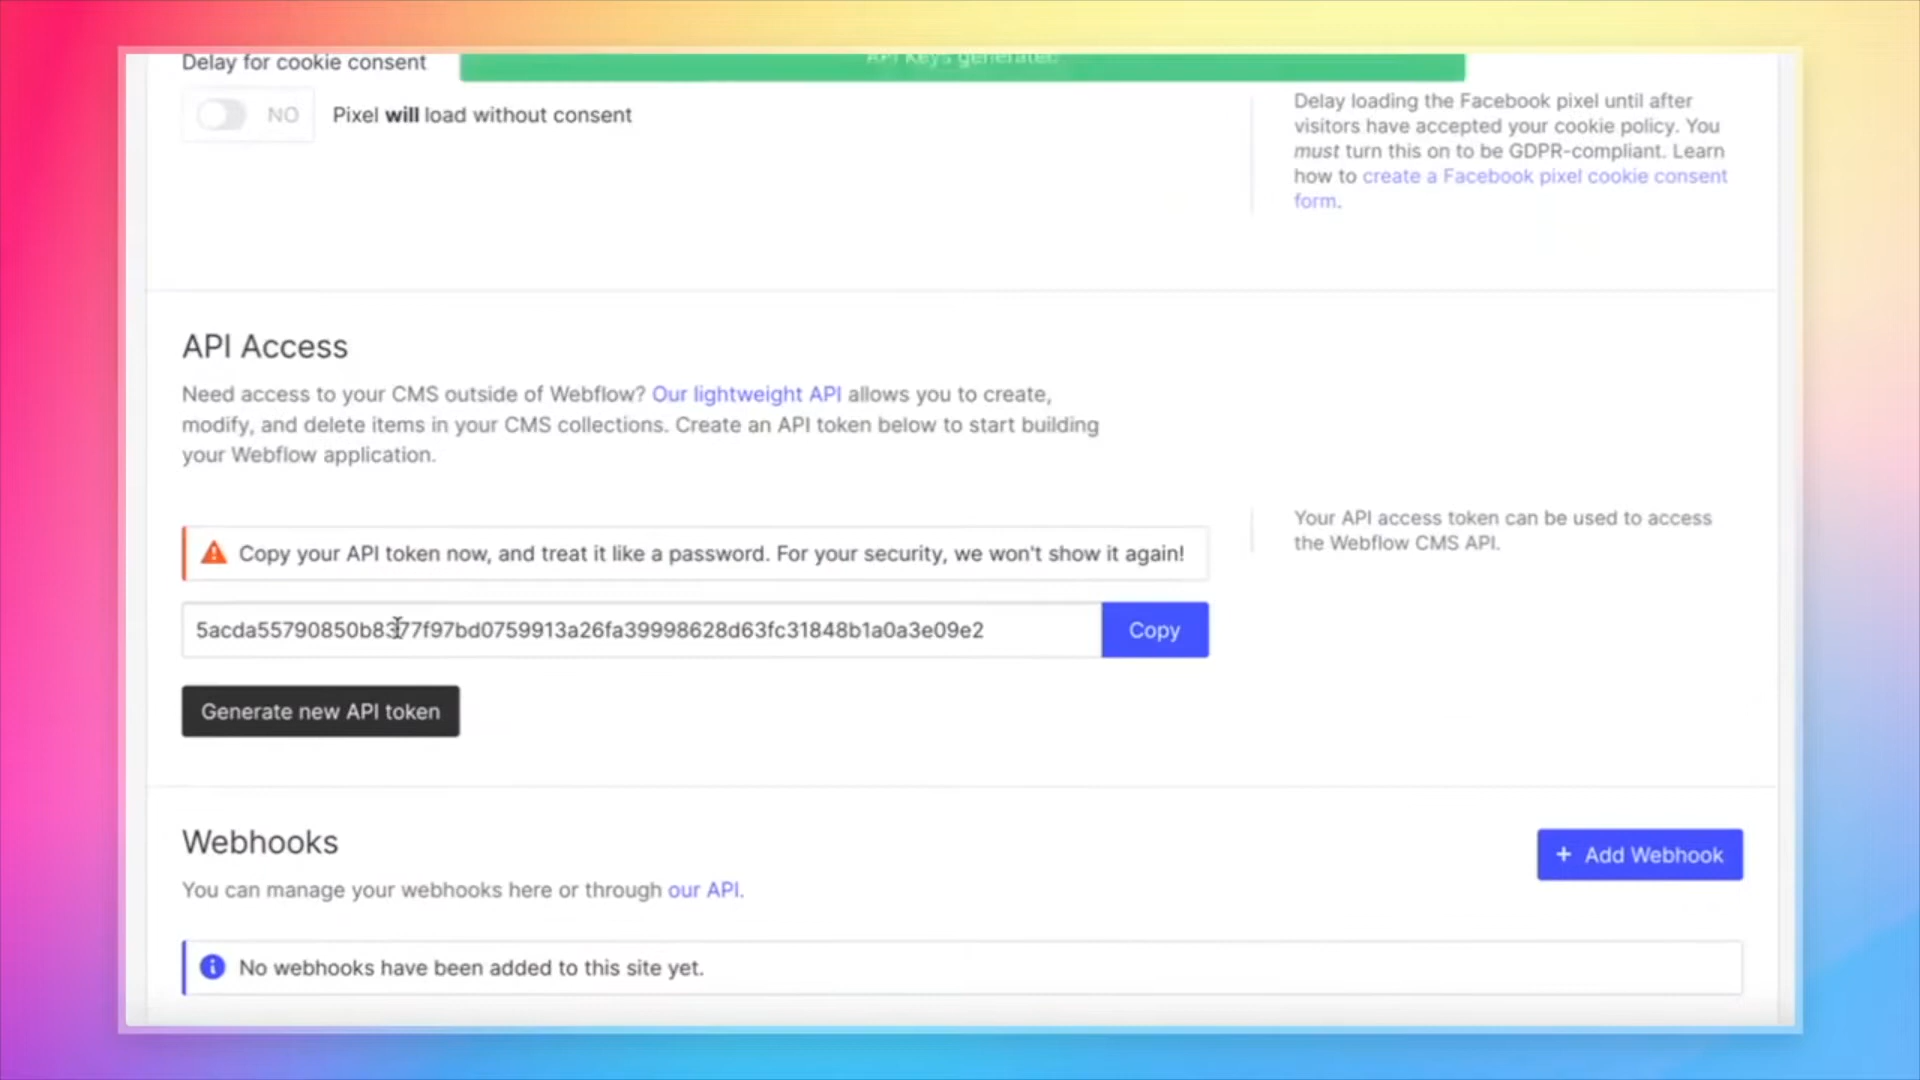 Delay for cookie consent
API Keys generated
NO
Pixel will load without consent
Delay loading the Facebook pixel until after
visitors have accepted your cookie policy. You
must turn this on to be GDPR-compliant. Learn
how to create a Facebook pixel cookie consent
form.
API Access
Need access to your CMS outside of Webflow? Our lightweight API allows you to create,
modify, and delete items in your CMS collections. Create an API token below to start building
your Webflow application.
Copy your API token now, and treat it like a password. For your security, we won't show it again!
Your API access token can be used to access
the Webflow CMS API.
5acda55790850b8377f97bd0759913a26fa39998628d63fc31848b1a0a3e09e2
Copy
Generate new API token
Webhooks
+ Add Webhook
You can manage your webhooks here or through our API.
No webhooks have been added to this site yet.